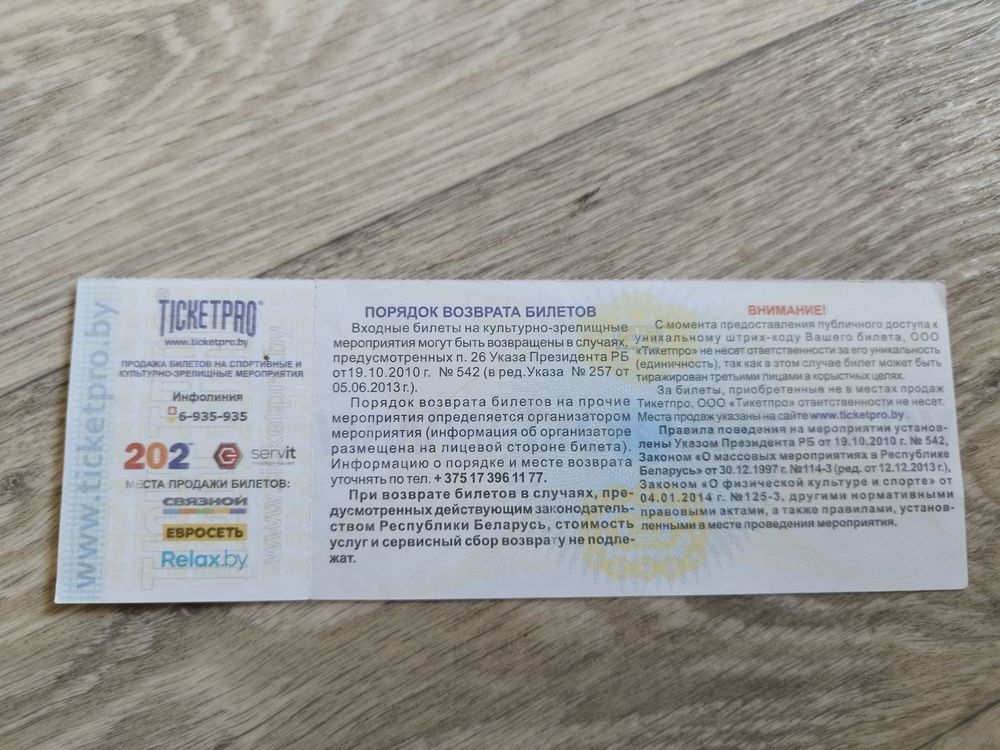 www.ticketpro.by
TICKETPRO®
www.ticketpro.by
ПРОДАЖА БИЛЕТОВ НА СПОРТИВНЫЕ И
КУЛЬТУРНО-ЗРЕЛИЩНЫЕ МЕРОПРИЯТИЯ
Инфолиния
6-935-935
202
servit
МЕСТА ПРОДАЖИ БИЛЕТОВ:
СВЯЗНОЙ
ЕВРОСЕТЬ
Relax.by
ПОРЯДОК ВОЗВРАТА БИЛЕТОВ
Входные билеты на культурно-зрелищные
мероприятия могут быть возвращены в случаях,
предусмотренных п. 26 Указа Президента РБ
от19.10.2010 г. № 542 (в ред.Указа № 257 от
05.06.2013 г.).
Порядок возврата билетов на прочие
мероприятия определяется организатором
мероприятия (информация об организаторе
размещена на лицевой стороне билета).
Информацию о порядке и месте возврата
уточнять по тел. + 375 17 396 11 77.
При возврате билетов в случаях, пре-
дусмотренных действующим законодатель-
ством Республики Беларусь, стоимость
услуг и сервисный сбор возврату не подле-
жат.
ВНИМАНИЕ!
С момента предоставления публичного доступа к
уникальному штрих-коду Вашего билета, ООО
«Тикетпро» не несет ответственности за его уникальность
(единичность), так как в этом случае билет может быть
тиражирован третьими лицами в корыстных целях.
За билеты, приобретенные не в местах продаж
Тикетпро, ООО «Тикетпро» ответственности не несет.
Места продаж указаны на сайте www.ticketpro.by .
Правила поведения на мероприятии установ-
лены Указом Президента РБ от 19.10.2010 г. № 542,
Законом «О массовых мероприятиях в Республике
Беларусь» от 30.12.1997 г. №114-3 (ред. от 12.12.2013 г.),
Законом «О физической культуре и спорте» от
04.01.2014 г. №125-3, другими нормативными
правовыми актами, а также правилами, установ-
ленными в месте проведения мероприятия.